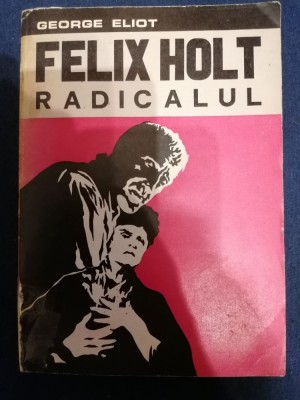 GEORGE ELIOT
FELIX HOLT
RADICALUL